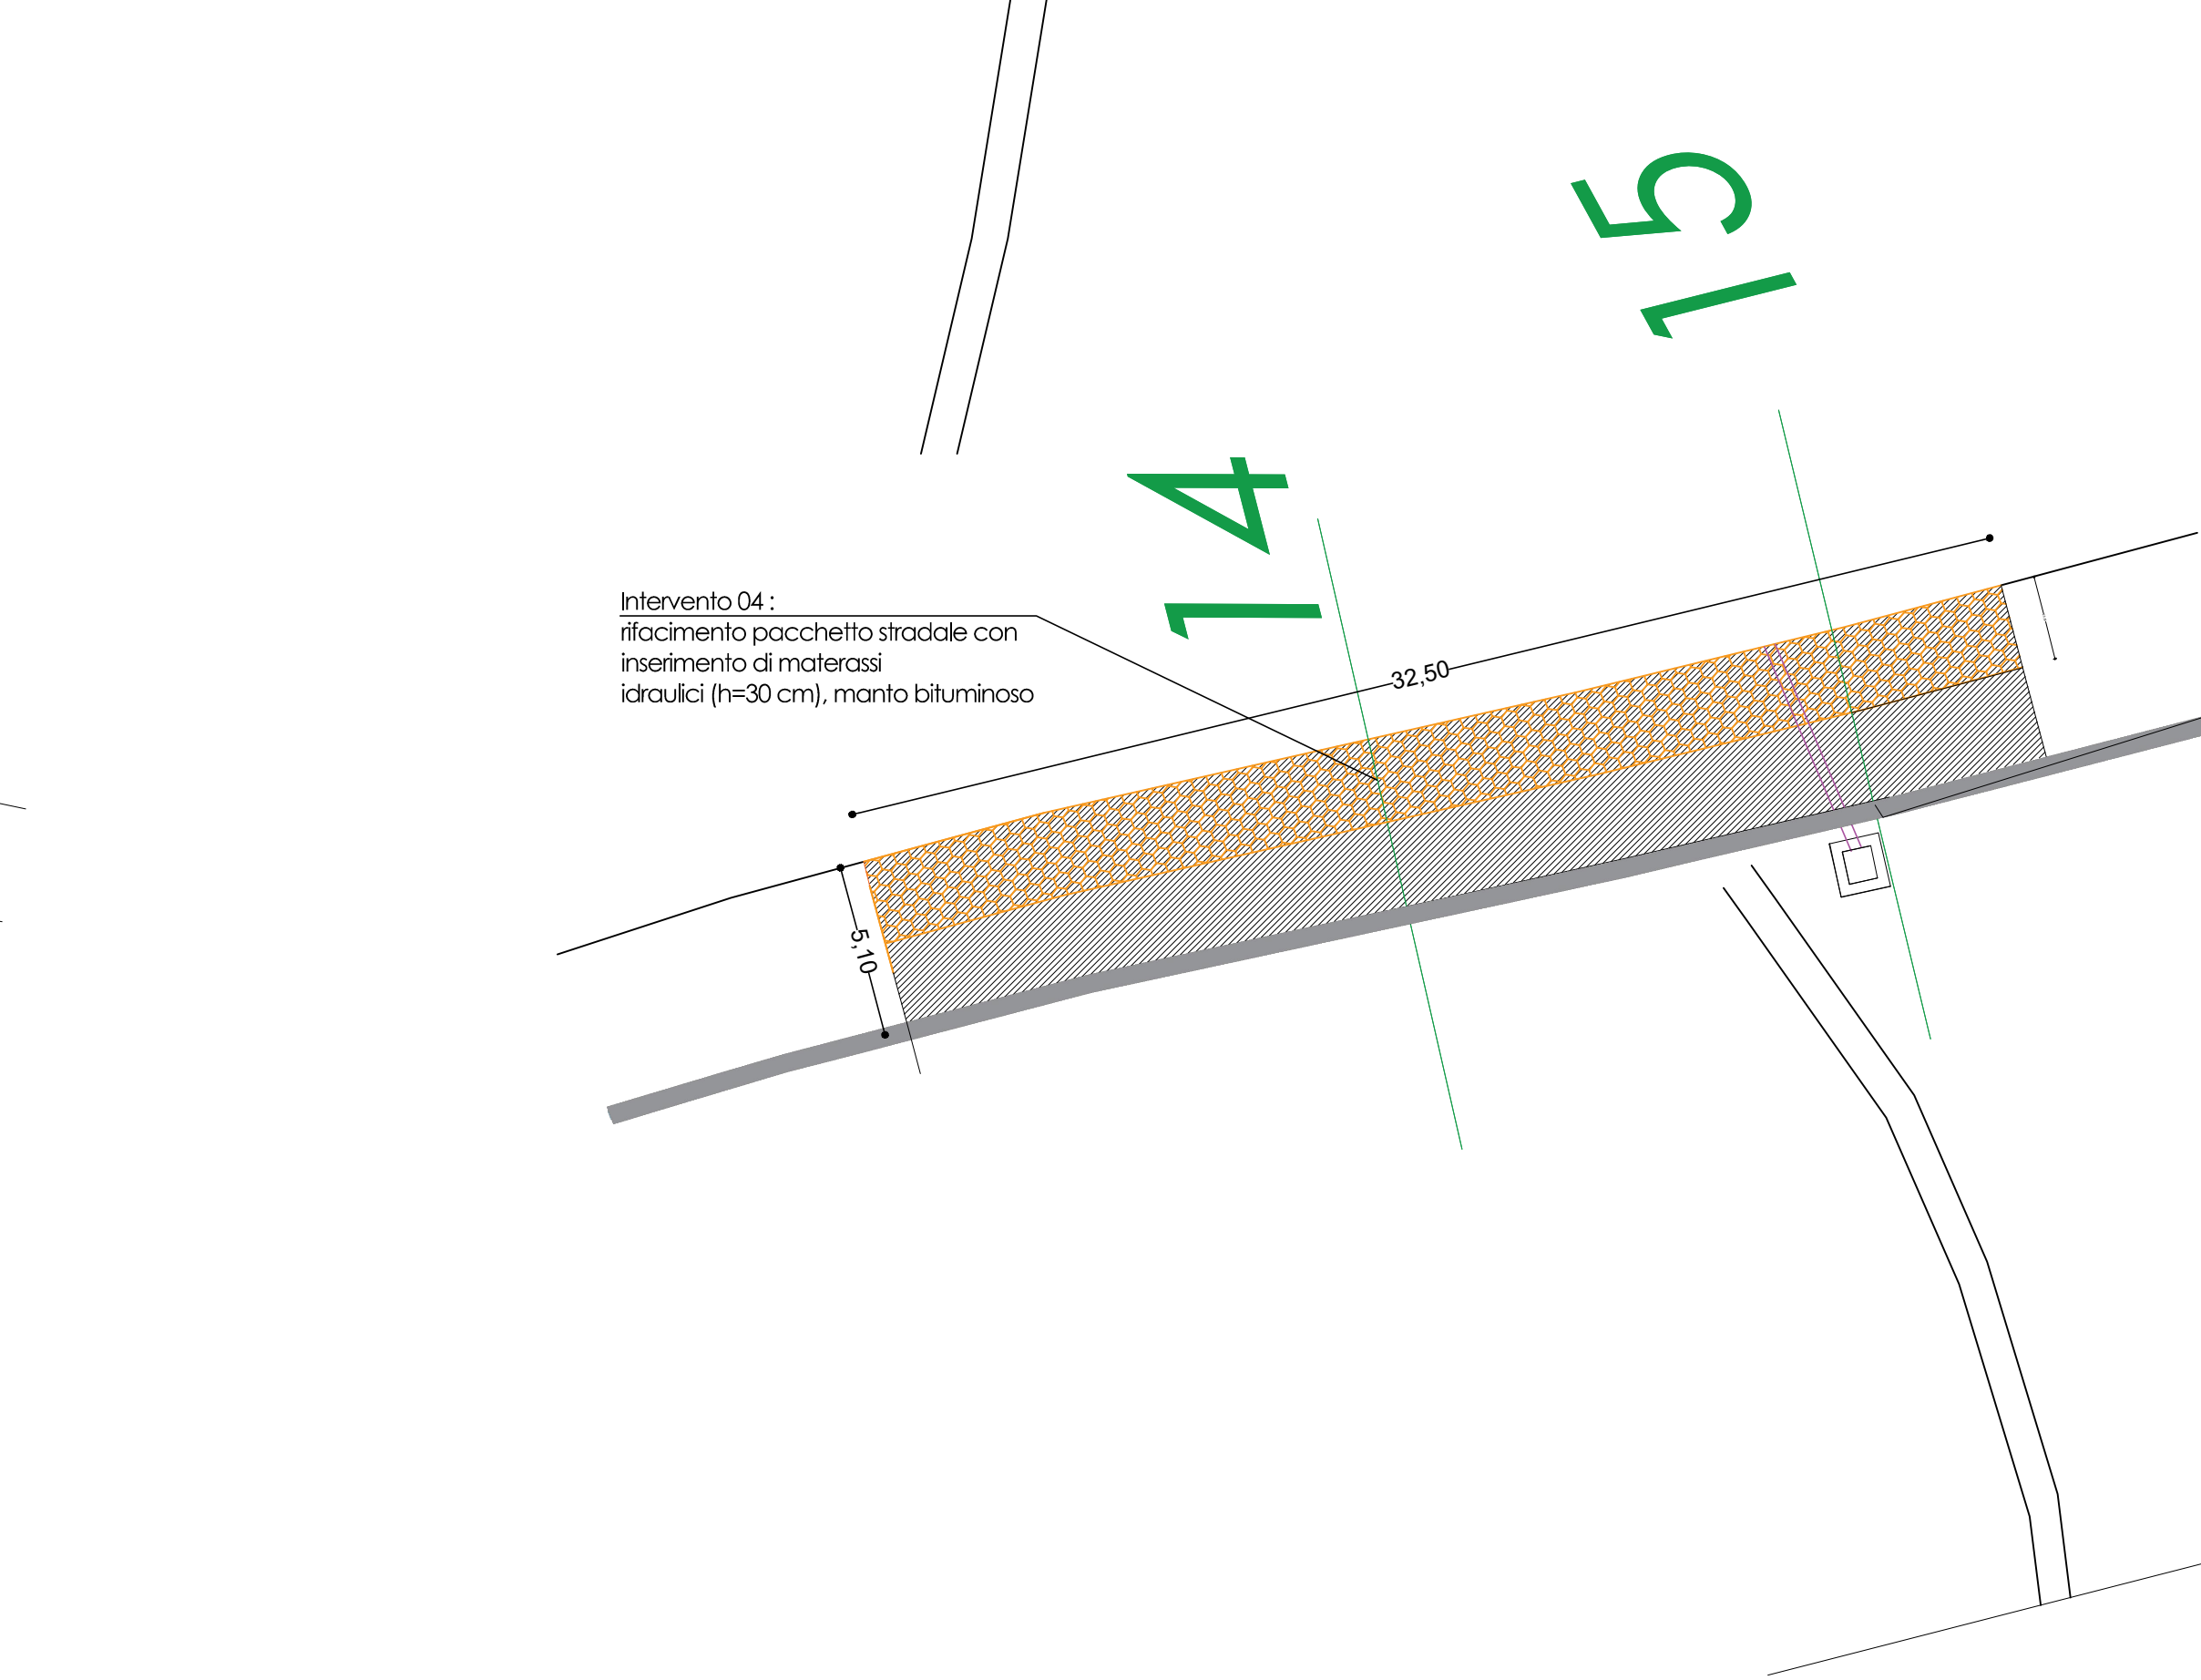 15
14
Intervento 04 :
rifacimento pacchetto stradale con
inserimento di materassi
idraulici (h=30 cm), manto bituminoso
32,50
5,10